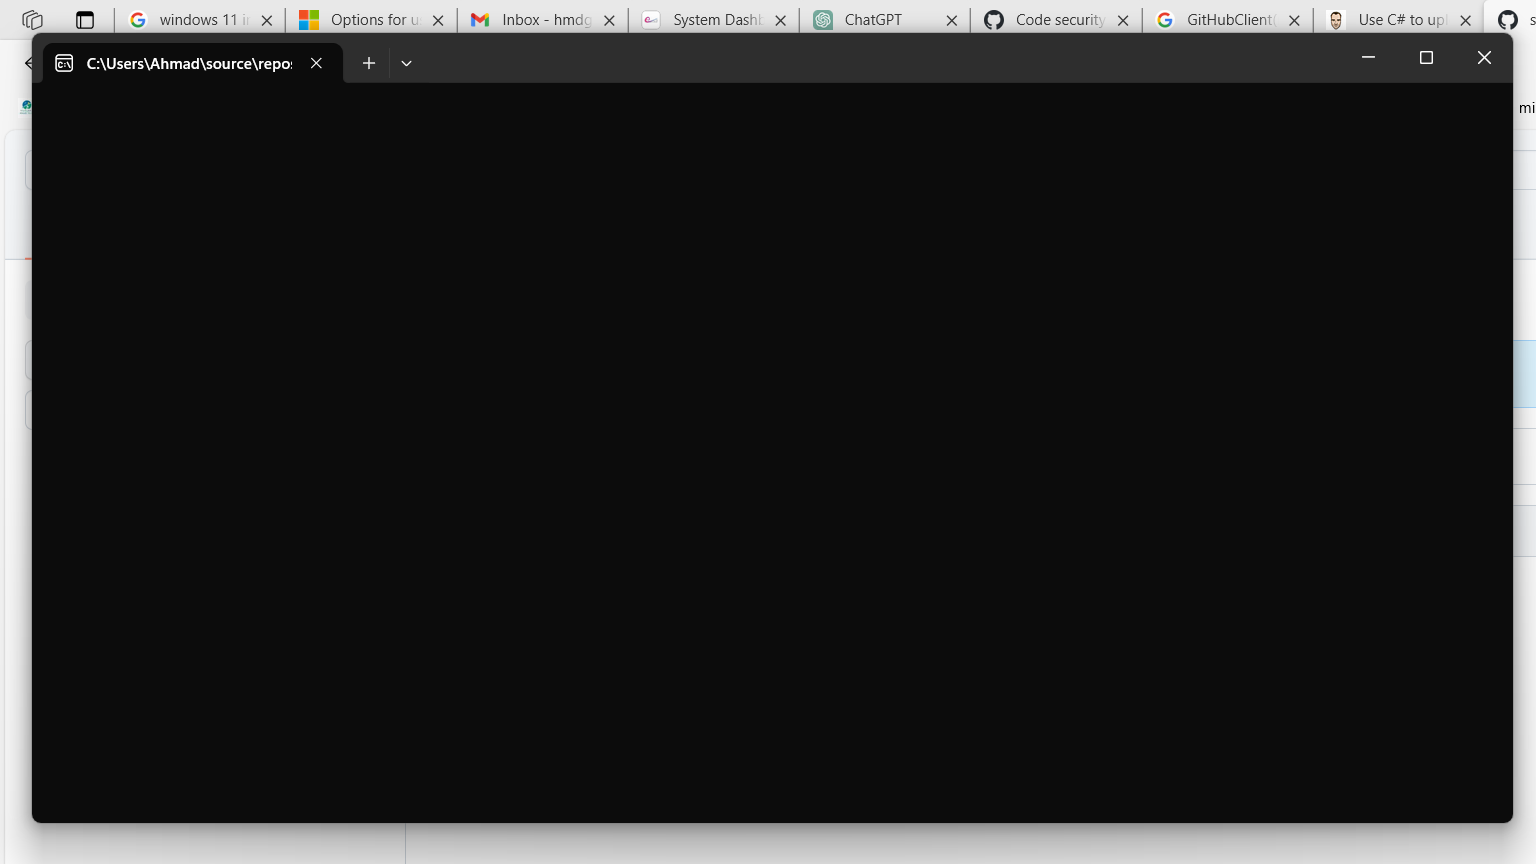 windows 11 i
Options for u
Inbox - hmdg
System Dashb
ChatGPT
Code security
GitHubClient(
Use C# to upl
s
C:\Users\Ahmad\source\repos
mi